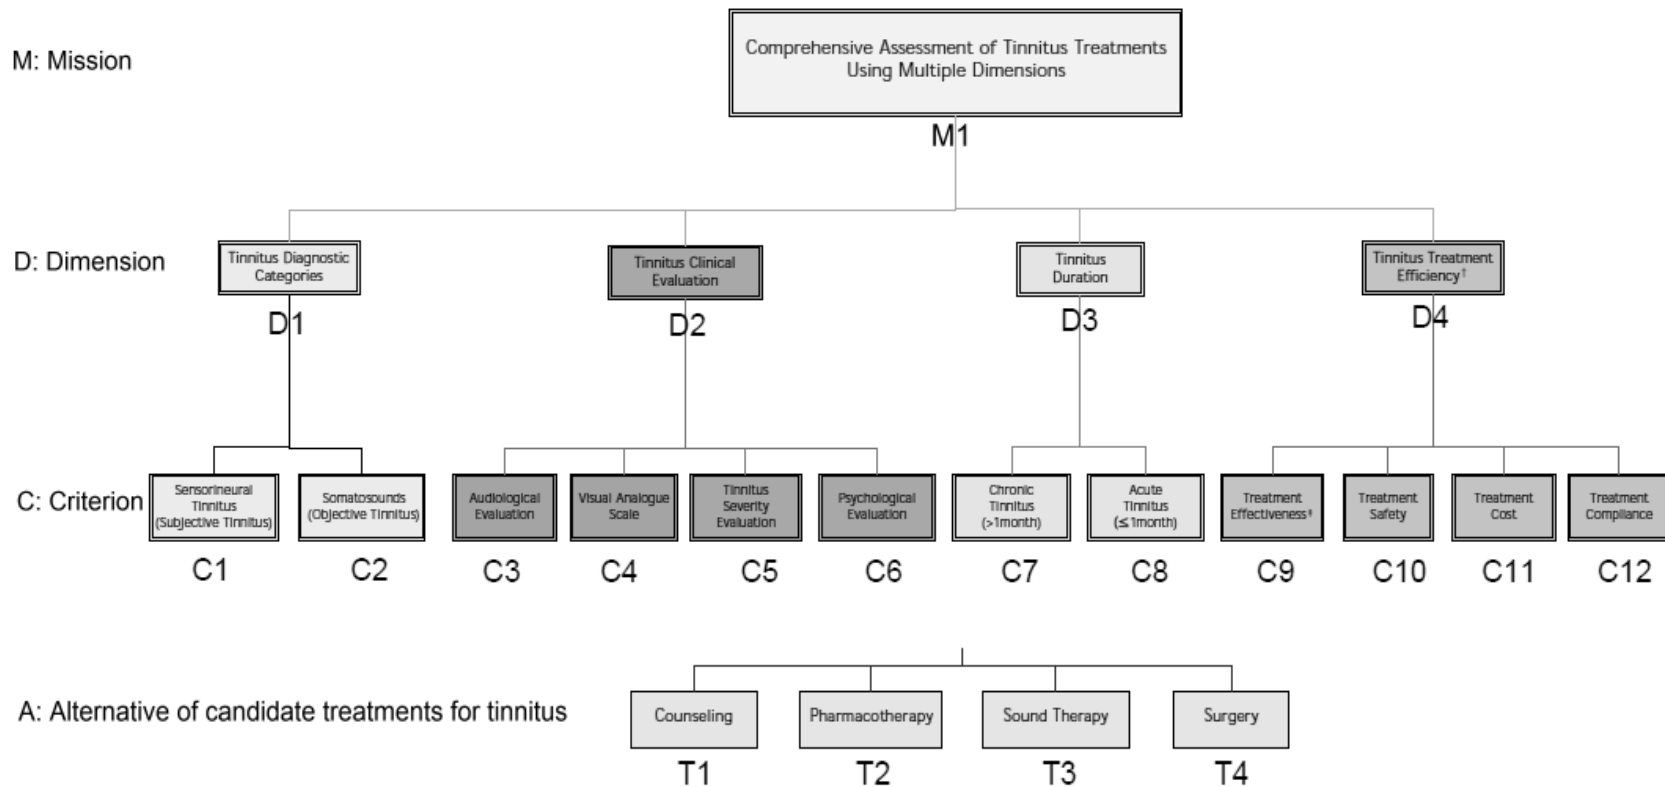 Comprehensive Assessment of Tinnitus Treatments
Using Multiple Dimensions
M: Mission
M1
D: Dimension
Tinnitus Diagnostic
Categories
Tinnitus Clinical
Evaluation
Tinnitus
Duration
Tinnitus Treatment
Efficiency†
D1
D2
D3
D4
C: Criterion
Sensorineural
Tinnitus
(Subjective Tinnitus)
Somatosounds
(Objective Tinnitus)
Audiological
Evaluation
Visual Analogue
Scale
Tinnitus
Severity
Evaluation
Psychological
Evaluation
Chronic
Tinnitus
(>1month)
Acute
Tinnitus
(≤1month)
Treatment
Effectiveness‡
Treatment
Safety
Treatment
Cost
Treatment
Compliance
C1
C2
C3
C4
C5
C6
C7
C8
C9
C10
C11
C12
A: Alternative of candidate treatments for tinnitus
Counseling
Pharmacotherapy
Sound Therapy
Surgery
T1
T2
T3
T4